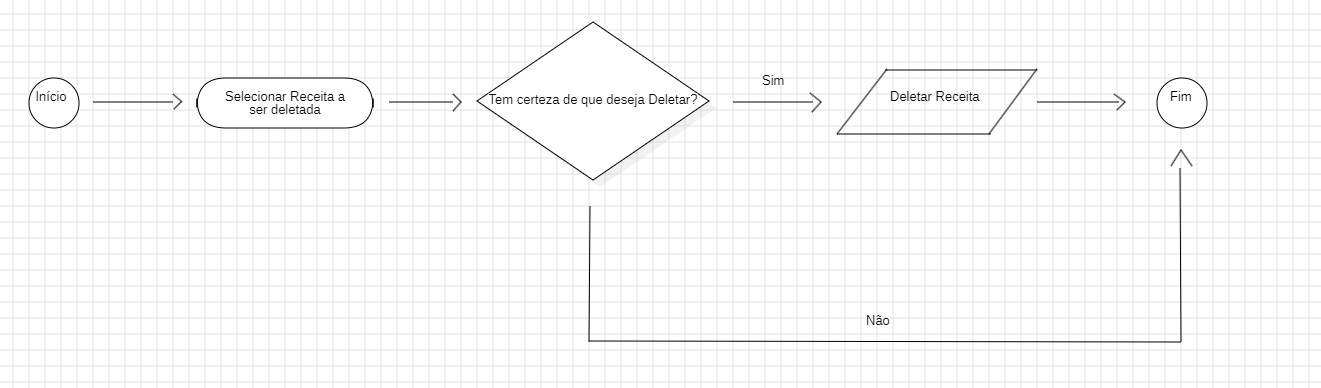 Início
Selecionar Receita a
ser deletada
Tem certeza de que deseja Deletar?
Sim
Deletar Receita
Fim
Não